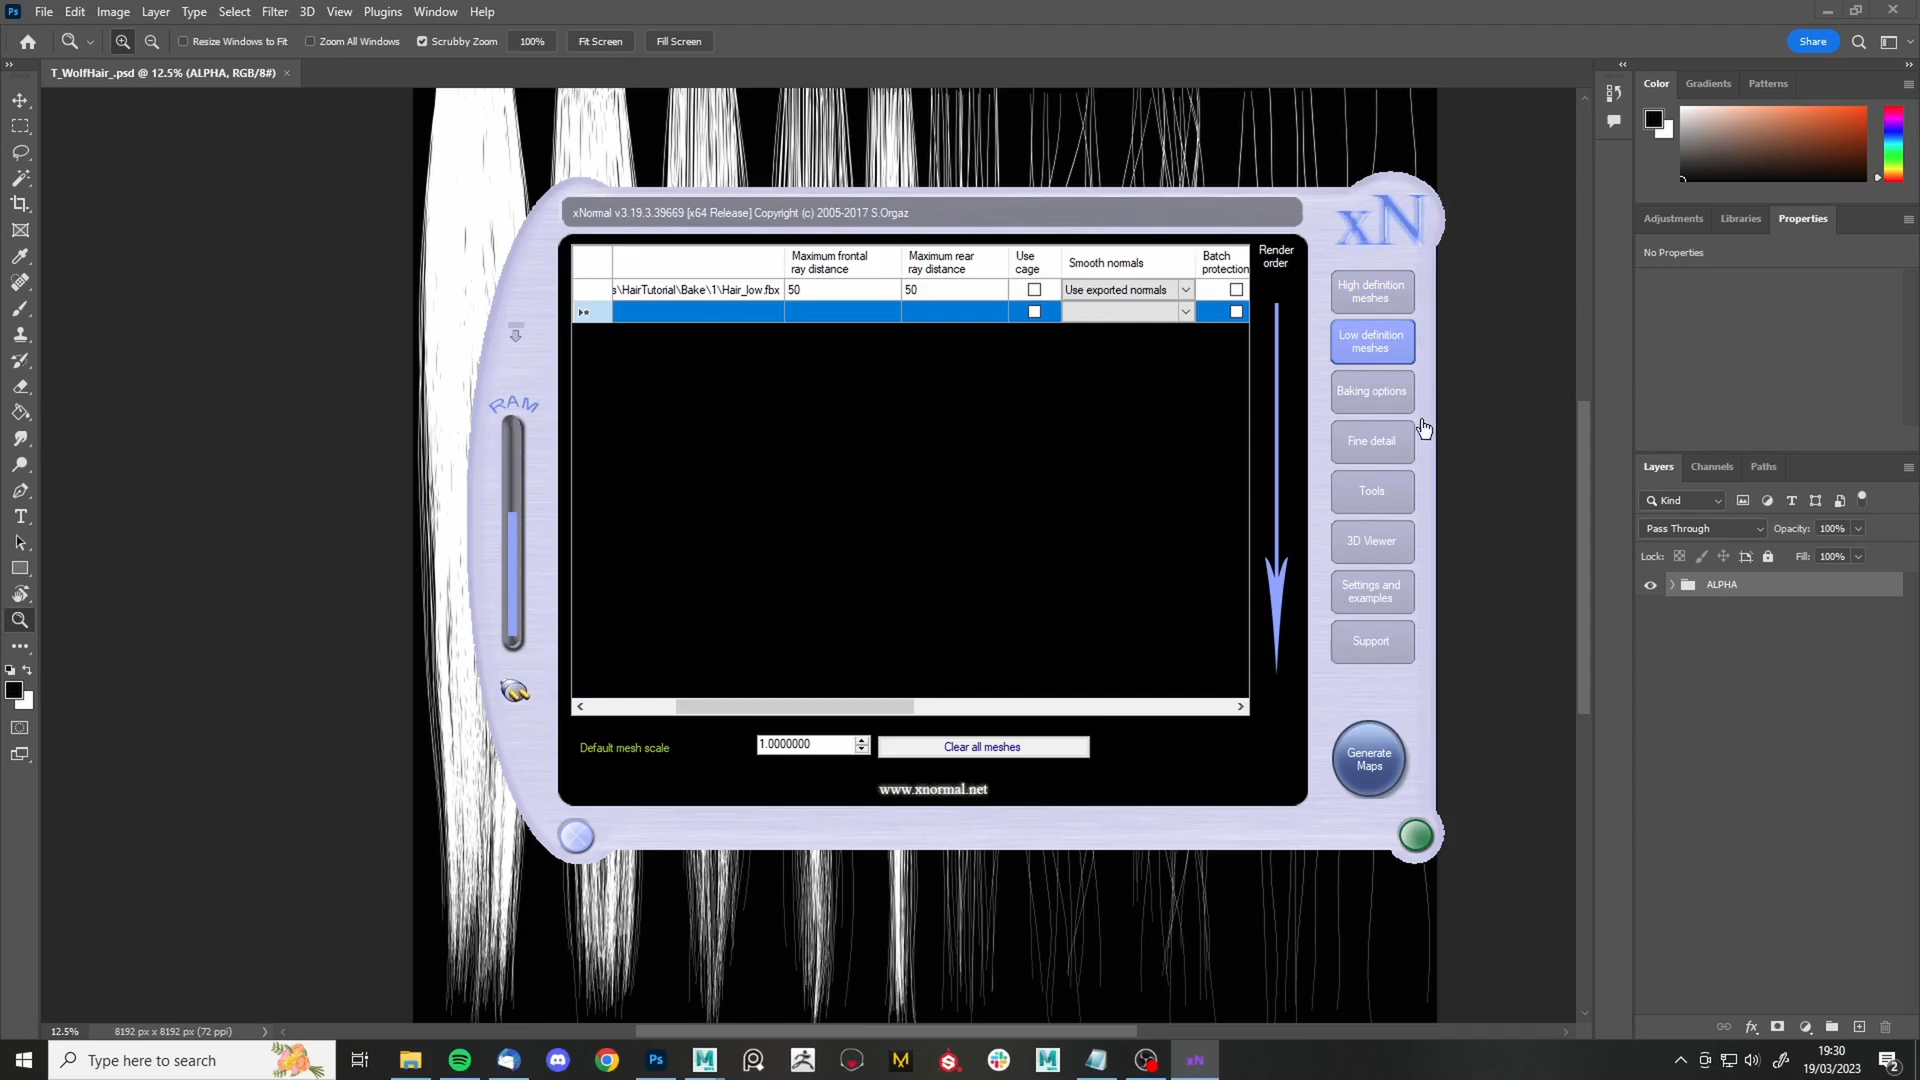 File Edit Image Layer Type Select Filter 3D View Plugins Window Help
Resize Windows to Fit Zoom All Windows Scrubby Zoom 100% Fit Screen Fill Screen Share
T_WolfHair_.psd @ 12.5% (ALPHA, RGB/8#) ×
Color Gradients Patterns
Adjustments Libraries Properties
No Properties
Layers Channels Paths
Kind
Pass Through Opacity: 100%
Lock: Fill: 100%
ALPHA
xNormal v3.19.3.39669 [x64 Release] Copyright (c) 2005-2017 S.Orgaz
xN
Maximum frontal
ray distance
Maximum rear
ray distance
Use
cage
Smooth normals
Batch
protection
Render
order
s\HairTutorial\Bake\1\Hair_low.fbx 50 50 Use exported normals
RAM
High definition
meshes
Low definition
meshes
Baking options
Fine detail
Tools
3D Viewer
Settings and
examples
Support
Generate
Maps
Default mesh scale 1.0000000 Clear all meshes
www.xnormal.net
12.5% 8192 px x 8192 px (72 ppi)
Type here to search
19:30
19/03/2023
2